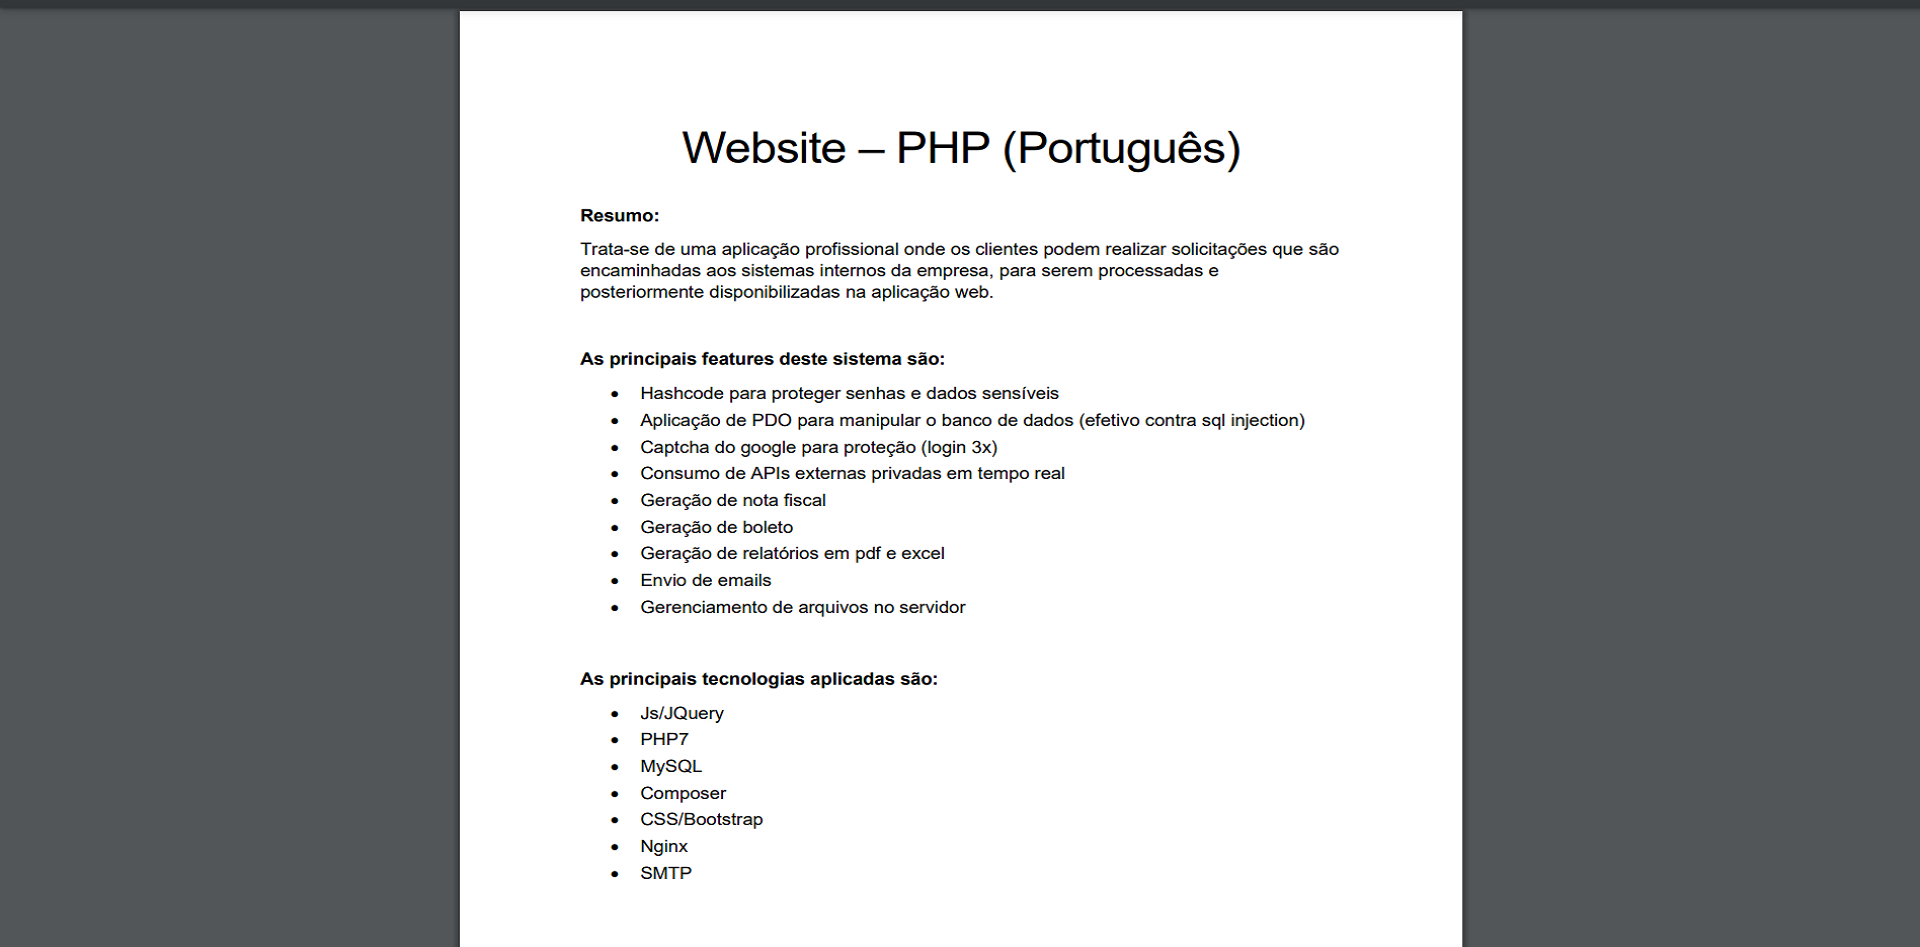 Website – PHP (Português)
Resumo:
Trata-se de uma aplicação profissional onde os clientes podem realizar solicitações que são
encaminhadas aos sistemas internos da empresa, para serem processadas e
posteriormente disponibilizadas na aplicação web.
As principais features deste sistema são:
• Hashcode para proteger senhas e dados sensíveis
• Aplicação de PDO para manipular o banco de dados (efetivo contra sql injection)
• Captcha do google para proteção (login 3x)
• Consumo de APIs externas privadas em tempo real
• Geração de nota fiscal
• Geração de boleto
• Geração de relatórios em pdf e excel
• Envio de emails
• Gerenciamento de arquivos no servidor
As principais tecnologias aplicadas são:
• Js/JQuery
• PHP7
• MySQL
• Composer
• CSS/Bootstrap
• Nginx
• SMTP